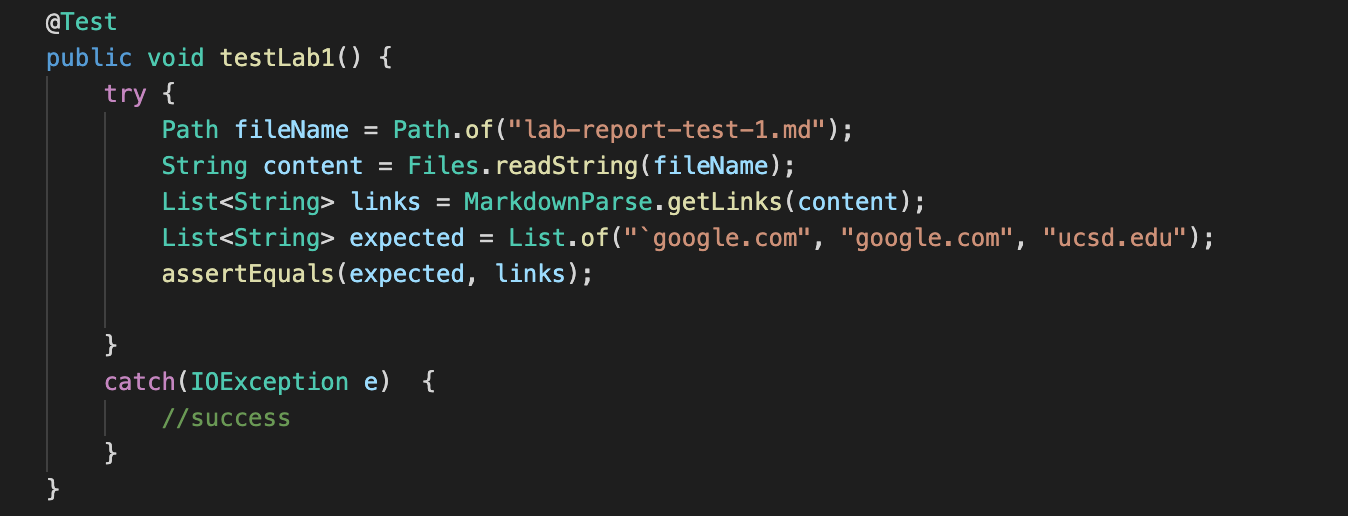 @Test
public void testLab1() {
try {
Path fileName = Path.of("lab-report-test-1.md");
String content = Files.readString(fileName);
List<String> links = MarkdownParse.getLinks(content);
List<String> expected = List.of("`google.com", "google.com", "ucsd.edu");
assertEquals(expected, links);
}
catch(IOException e)  {
//success
}
}